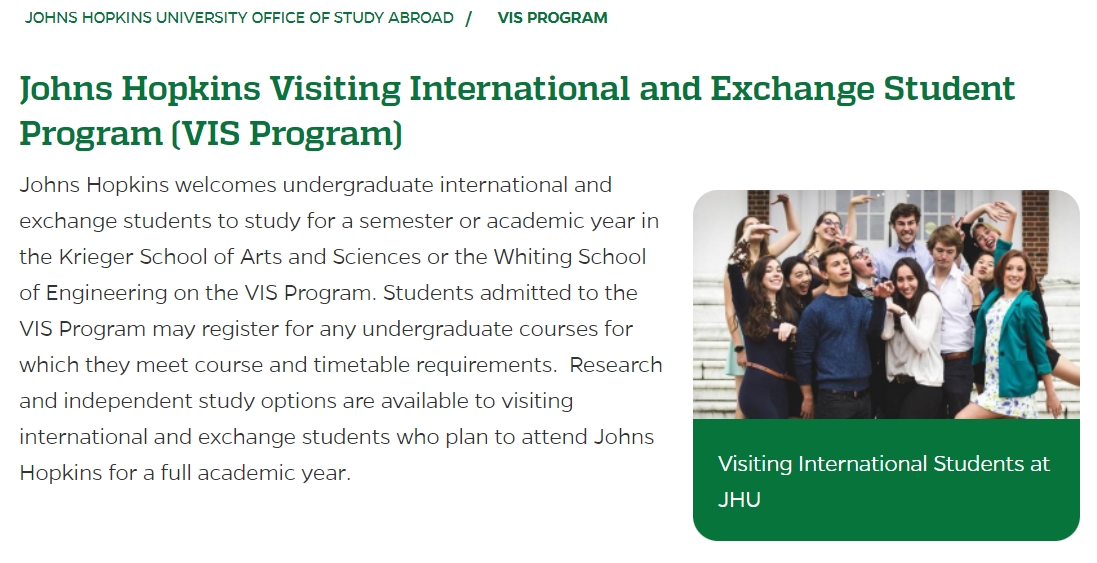 JOHNS HOPKINS UNIVERSITY OFFICE OF STUDY ABROAD / VIS PROGRAM
Johns Hopkins Visiting International and Exchange Student
Program (VIS Program)
Johns Hopkins welcomes undergraduate international and
exchange students to study for a semester or academic year in
the Krieger School of Arts and Sciences or the Whiting School
of Engineering on the VIS Program. Students admitted to the
VIS Program may register for any undergraduate courses for
which they meet course and timetable requirements.  Research
and independent study options are available to visiting
international and exchange students who plan to attend Johns
Hopkins for a full academic year.
Visiting International Students at
JHU